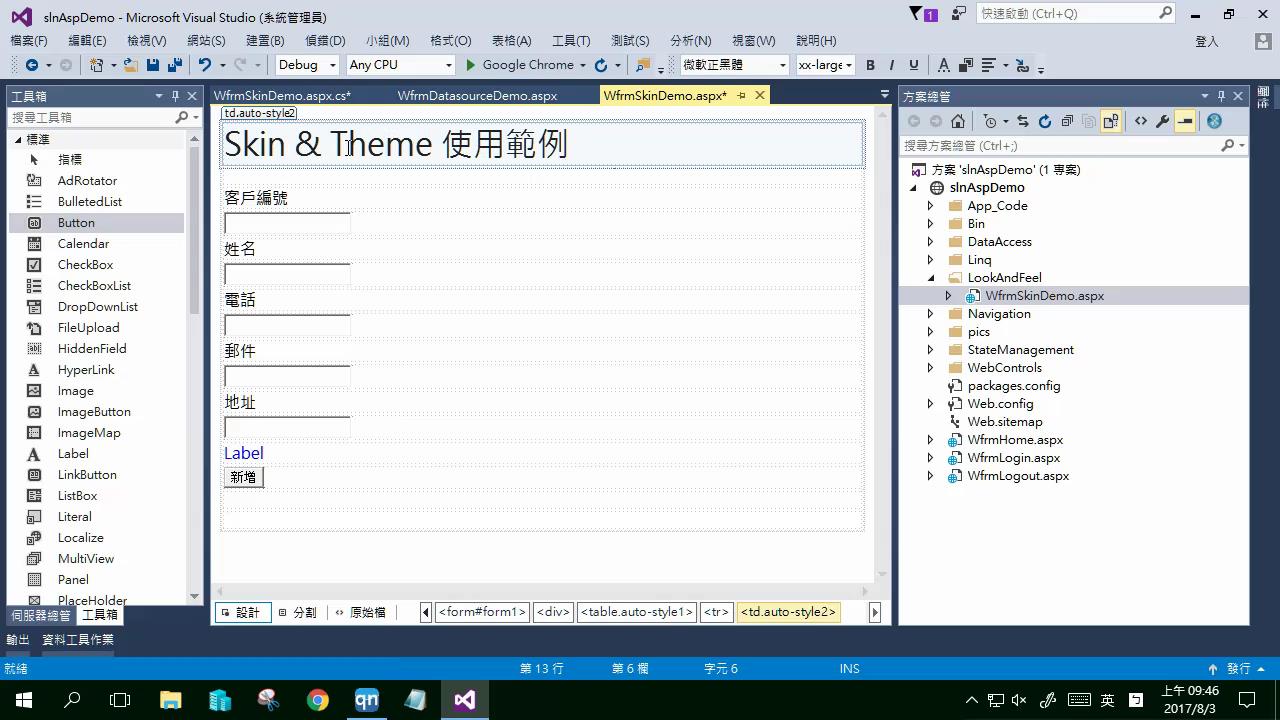 slnAspDemo - Microsoft Visual Studio (系統管理員)
1
快速啟動 (Ctrl+Q)
檔案(F) 編輯(E) 檢視(V) 網站(S) 建置(B) 偵錯(D) 小組(M) 格式(O) 表格(A) 工具(T) 測試(S) 分析(N) 視窗(W) 說明(H)
登入
Debug Any CPU Google Chrome 微軟正黑體 xx-large B I U A
工具箱
搜尋工具箱
標準
指標
AdRotator
BulletedList
Button
Calendar
CheckBox
CheckBoxList
DropDownList
FileUpload
HiddenField
HyperLink
Image
ImageButton
ImageMap
Label
LinkButton
ListBox
Literal
Localize
MultiView
Panel
PlaceHolder
伺服器總管 工具箱
WfrmSkinDemo.aspx.cs* WfrmDatasourceDemo.aspx WfrmSkinDemo.aspx*
td.auto-style2
Skin & Theme 使用範例
客戶編號
姓名
電話
郵件
地址
Label
新增
設計 分割 原始檔 <form#form1> <div> <table.auto-style1> <tr> <td.auto-style2>
方案總管
搜尋方案總管 (Ctrl+;)
方案 'slnAspDemo' (1 專案)
slnAspDemo
App_Code
Bin
DataAccess
Linq
LookAndFeel
WfrmSkinDemo.aspx
Navigation
pics
StateManagement
WebControls
packages.config
Web.config
Web.sitemap
WfrmHome.aspx
WfrmLogin.aspx
WfrmLogout.aspx
輸出 資料工具作業
就緒 第 13 行 第 6 欄 字元 6 INS 發行
qn
英
上午 09:46
2017/8/3